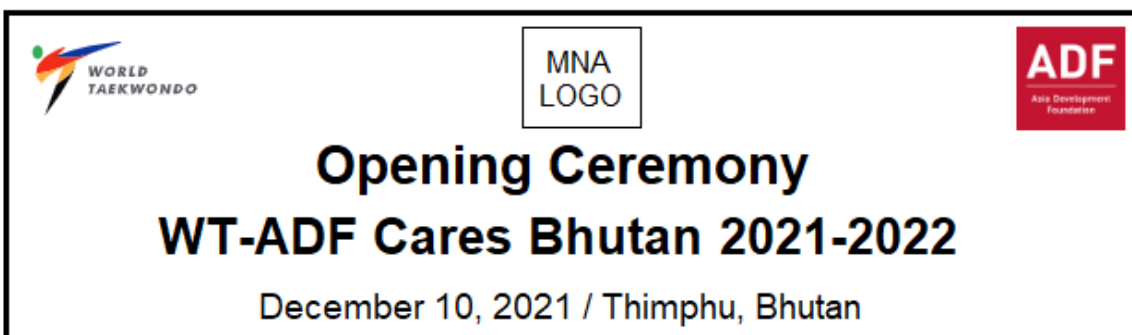 WORLD
TAEKWONDO
MNA
LOGO
ADF
Asia Development
Foundation
Opening Ceremony
WT-ADF Cares Bhutan 2021-2022
December 10, 2021 / Thimphu, Bhutan